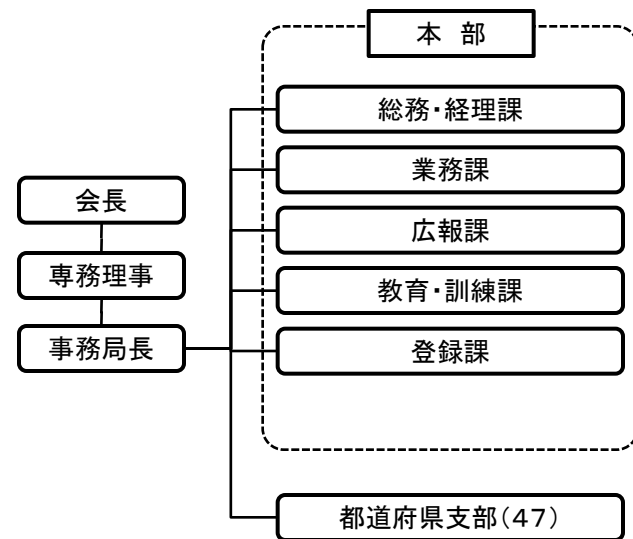 本 部
総務・経理課
業務課
会長
広報課
専務理事
教育・訓練課
事務局長
登録課
都道府県支部(47)